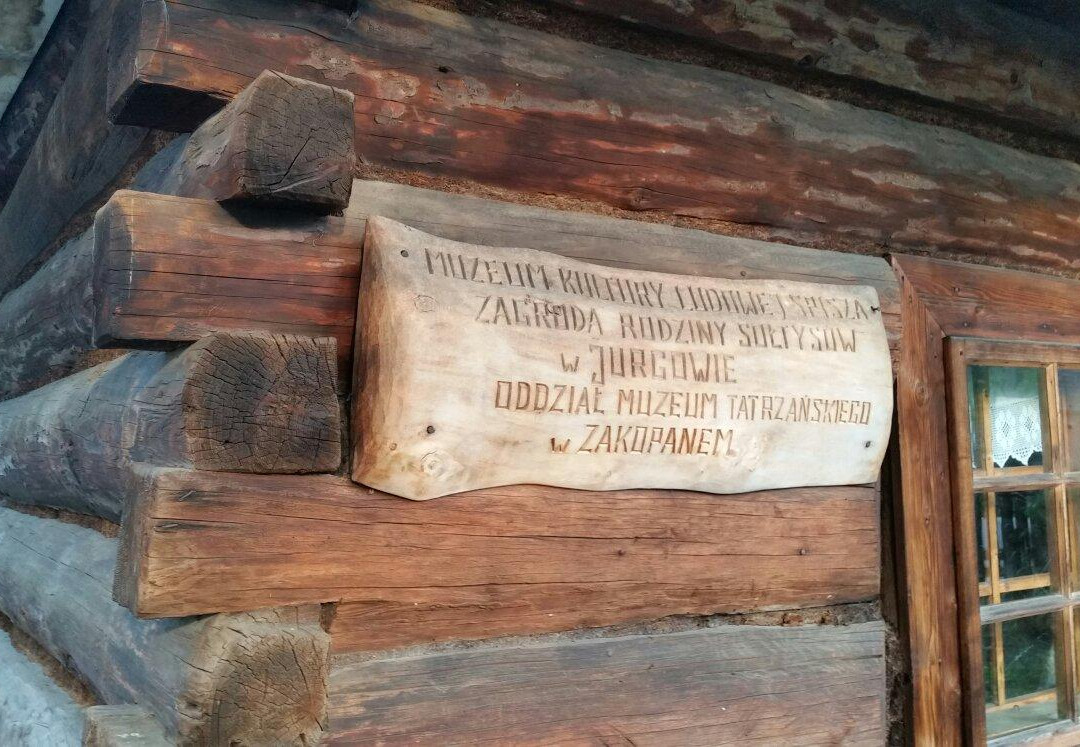 MUZEUM KULTURY LUDOWEJ SPISZA
ZAGRODA RODZINY SOŁTYSÓW
W JURGOWIE
ODDZIAŁ MUZEUM TATRZAŃSKIEGO
W ZAKOPANEM.